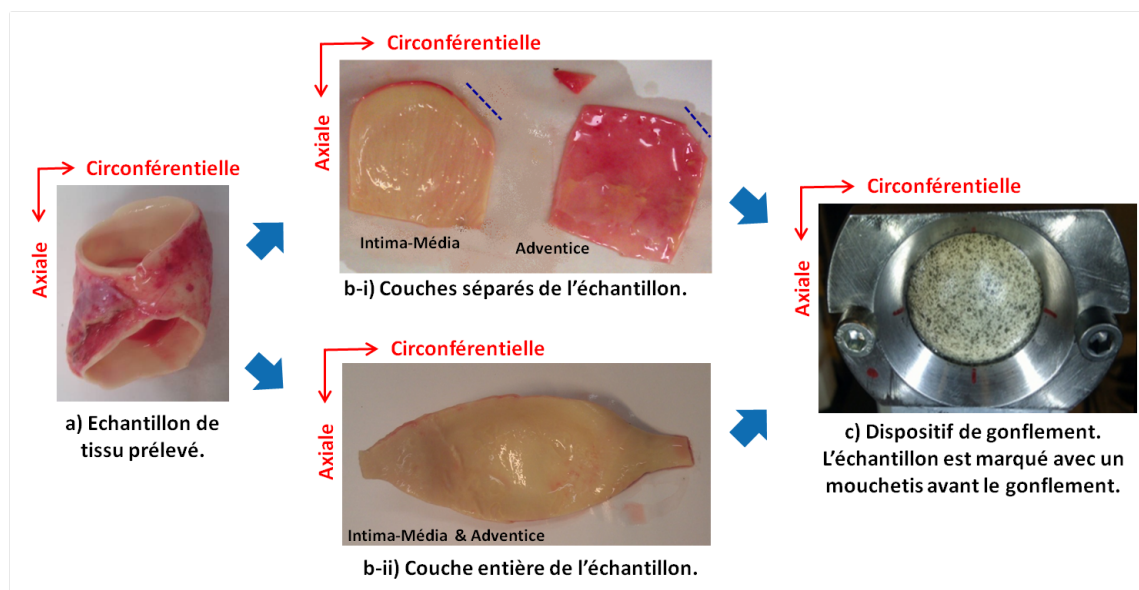 Circonférentielle
Axiale
a) Echantillon de
tissu prélevé.
Circonférentielle
Axiale
Intima-Média
Adventice
b-i) Couches séparés de l’échantillon.
Circonférentielle
Axiale
Intima-Média & Adventice
b-ii) Couche entière de l’échantillon.
Circonférentielle
Axiale
c) Dispositif de gonflement.
L’échantillon est marqué avec un
mouchetis avant le gonflement.